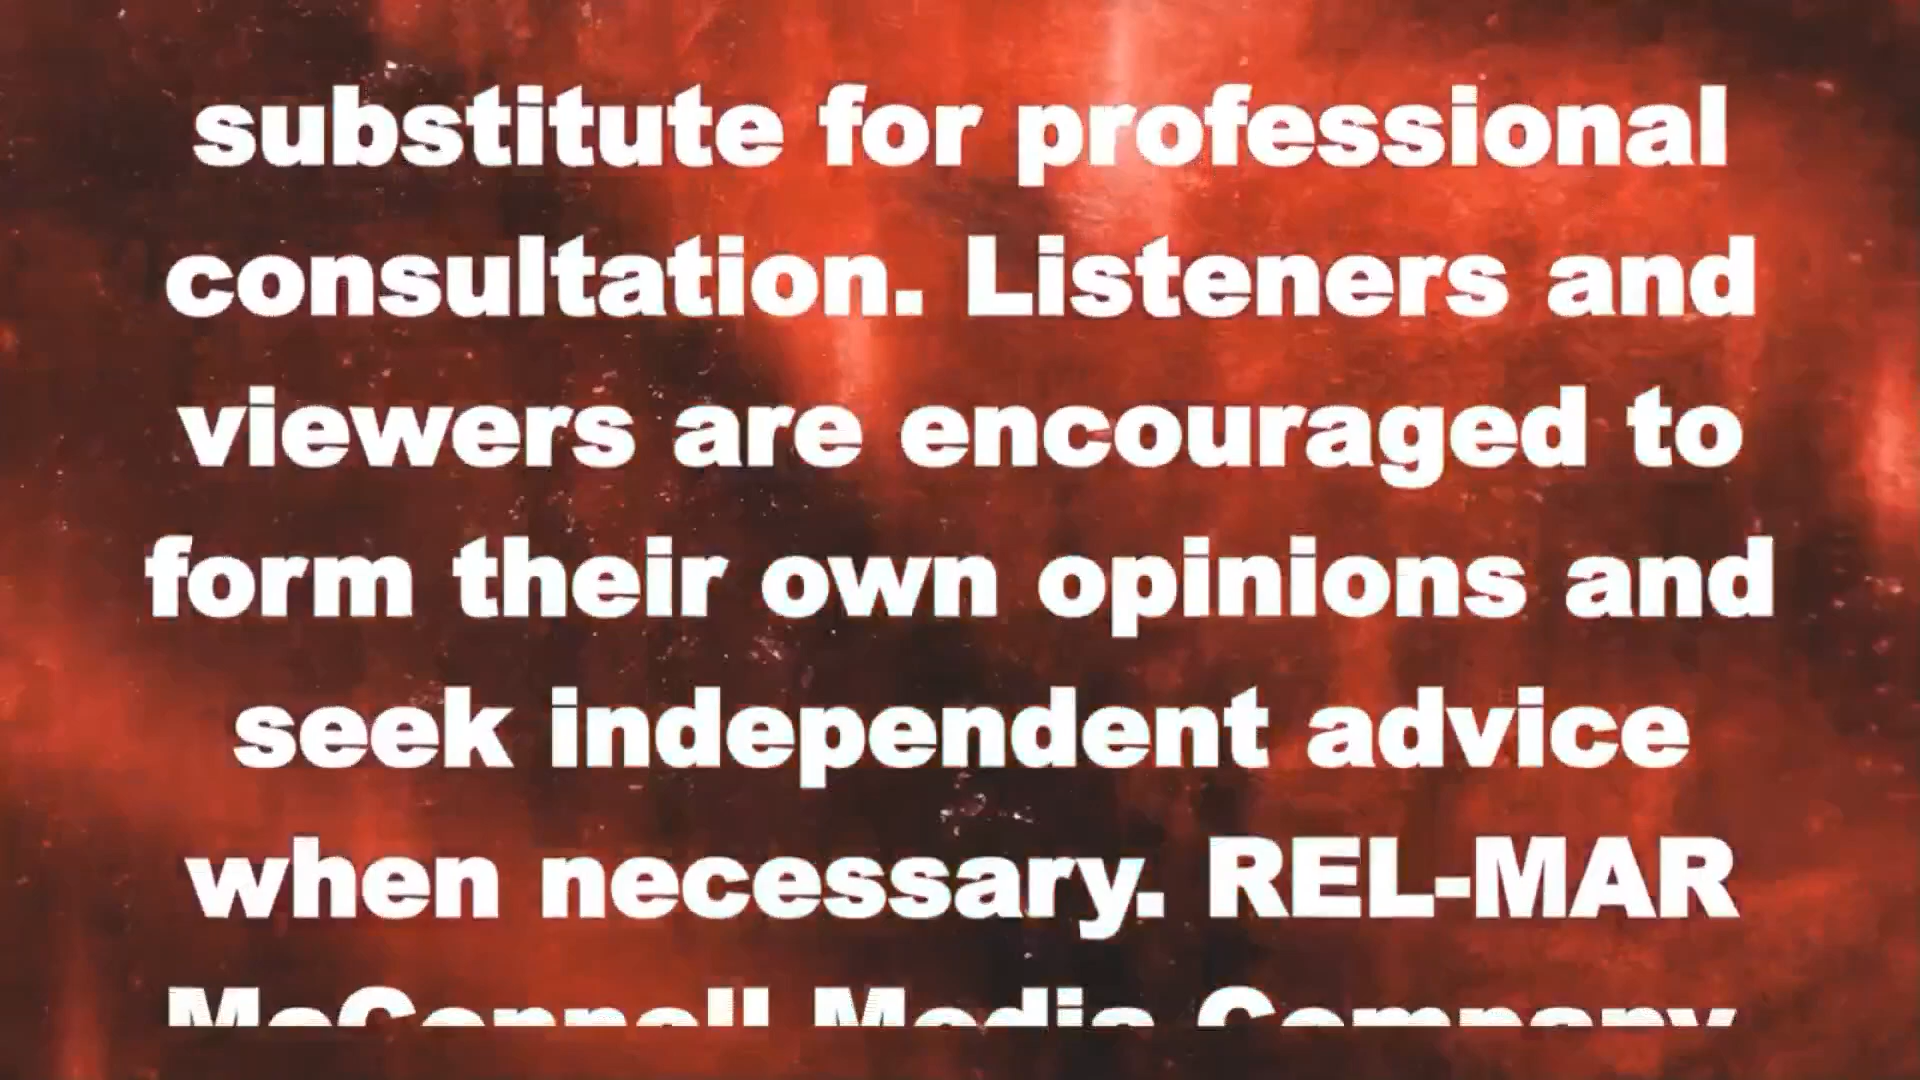 substitute for professional
consultation. Listeners and
viewers are encouraged to
form their own opinions and
seek independent advice
when necessary. REL-MAR
McConnell Media Company